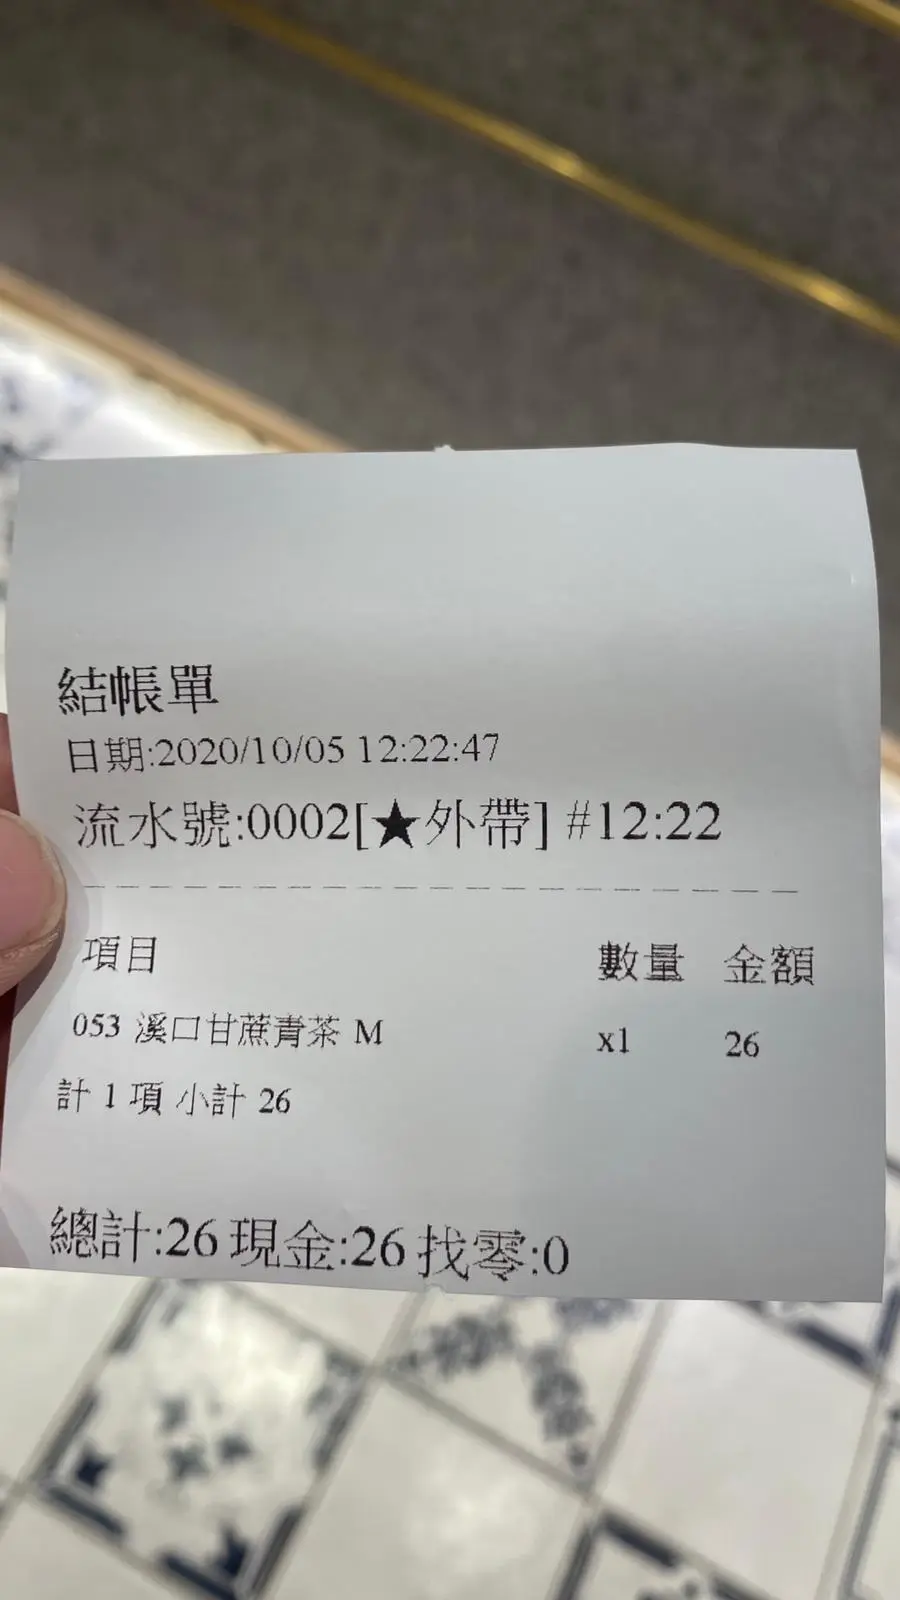 結帳單
日期:2020/10/05 12:22:47
流水號:0002[★外帶] #12:22
項目 數量 金額
053 溪口甘蔗青茶 M x1 26
計 1 項 小計 26
總計:26 現金:26 找零:0